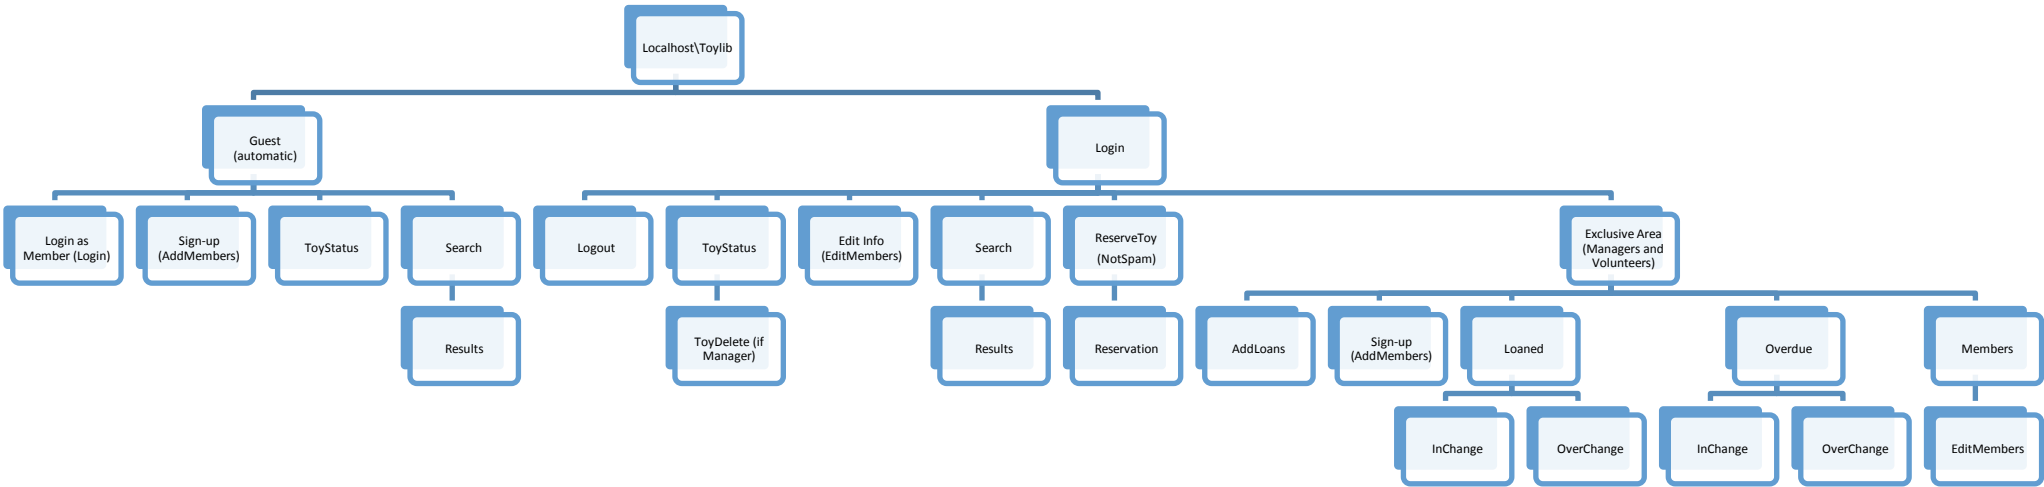 Localhost\Toylib
Guest
(automatic)
Login
Login as
Member (Login)
Sign-up
(AddMembers)
ToyStatus
Search
Logout
ToyStatus
Edit Info
(EditMembers)
Search
ReserveToy
(NotSpam)
Exclusive Area
(Managers and
Volunteers)
Results
ToyDelete (if
Manager)
Results
Reservation
AddLoans
Sign-up
(AddMembers)
Loaned
Overdue
Members
InChange
OverChange
InChange
OverChange
EditMembers